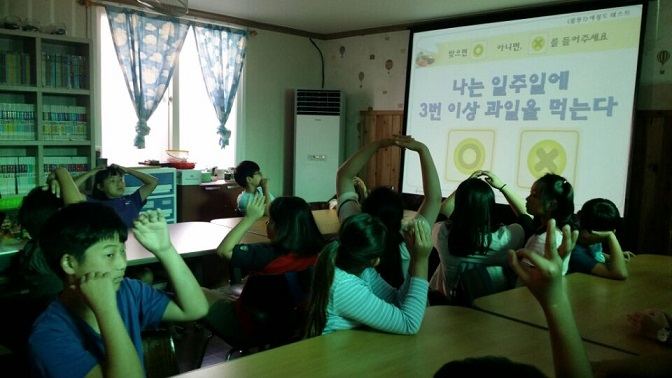 맞으면 O 아니면, X 를 들어주세요
나는 일주일에
3번 이상 과일을 먹는다
O X